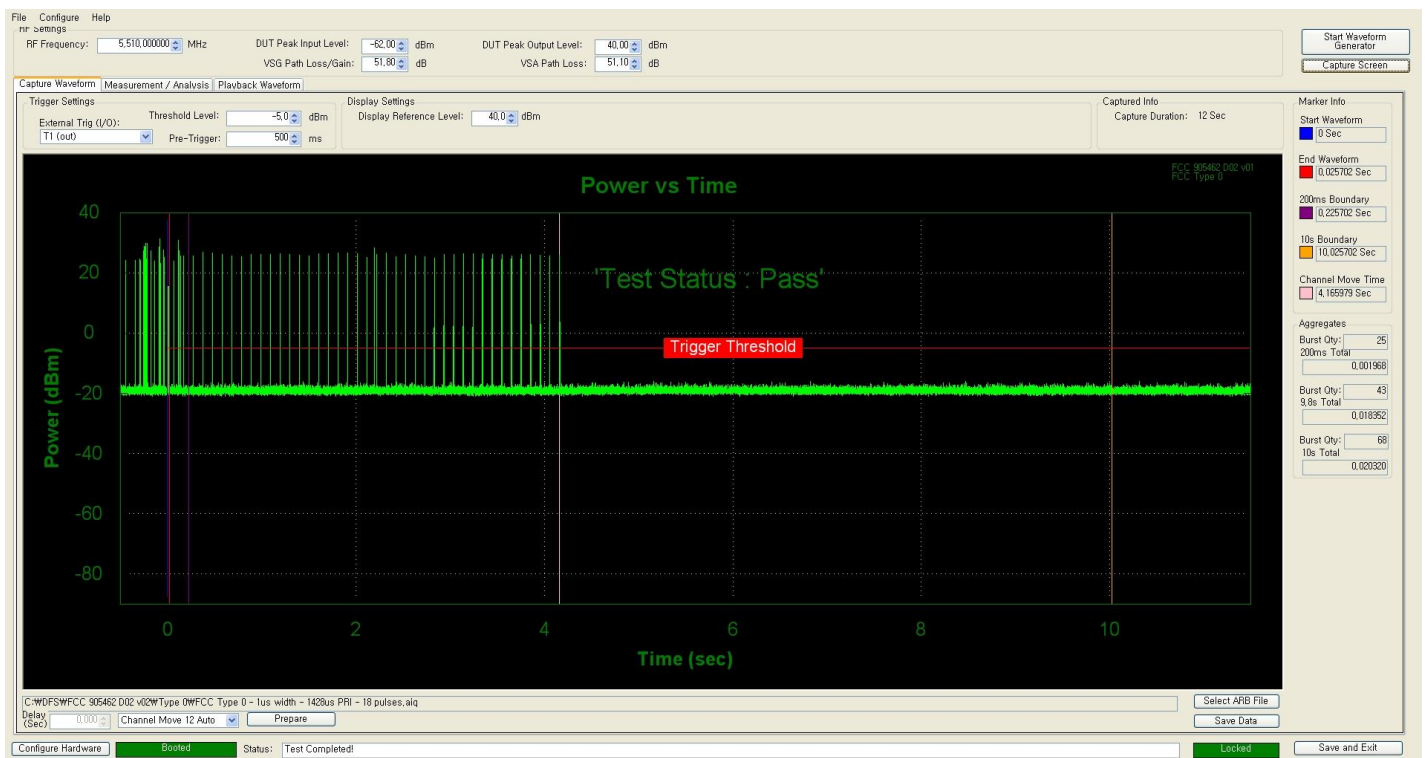 File Configure Help
RF Settings
RF Frequency: 5,510,000000 MHz DUT Peak Input Level: -62,00 dBm DUT Peak Output Level: 40,00 dBm
VSG Path Loss/Gain: 51,80 dB VSA Path Loss: 51,10 dB
Start Waveform Generator
Capture Screen
Capture Waveform Measurement / Analysis Playback Waveform
Trigger Settings
External Trig (I/O):
T1 (out)
Threshold Level: -5,0 dBm
Pre-Trigger: 500 ms
Display Settings
Display Reference Level: 40,0 dBm
Captured Info
Capture Duration: 12 Sec
Marker Info
Start Waveform
0 Sec
End Waveform
0,025702 Sec
200ms Boundary
0,225702 Sec
10s Boundary
10,025702 Sec
Channel Move Time
4,165979 Sec
Aggregates
Burst Qty: 25
200ms Total
0,001968
Burst Qty: 43
9,8s Total
0,018352
Burst Qty: 68
10s Total
0,020320
FCC 905462 D02 v01
FCC Type 0
Power vs Time
'Test Status : Pass'
Trigger Threshold
Power (dBm)
40
20
0
-20
-40
-60
-80
0 2 4 6 8 10
Time (sec)
C:₩DFS₩FCC 905462 D02 v02₩Type 0₩FCC Type 0 - 1us width - 1428us PRI - 18 pulses,aiq
Select ARB File
Delay (Sec) 0,000 Channel Move 12 Auto Prepare
Save Data
Configure Hardware Booted Status: Test Completed! Locked Save and Exit